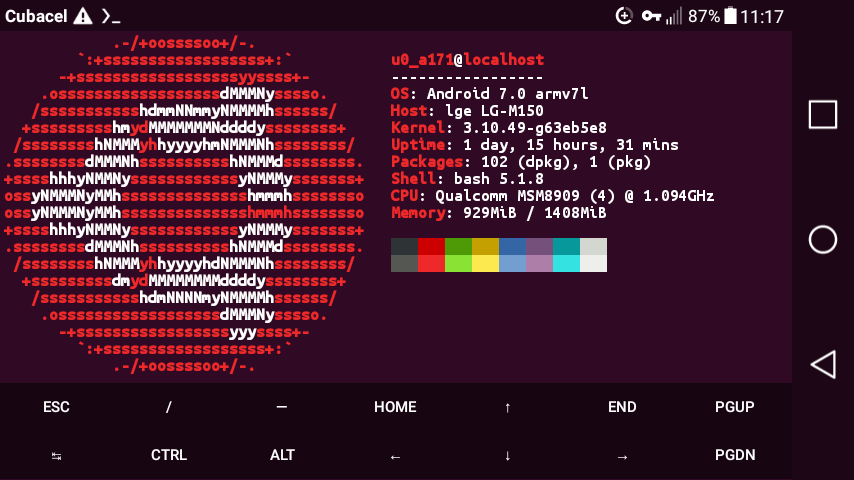 Cubacel 87% 11:17
.-/+oossssoo+/-.
`:+ssssssssssssssssss+:`
-+ssssssssssssssssssyyssss+-
.ossssssssssssssssssdMMMNysssso.
/ssssssssssshdmmNNmmyNMMMMhssssss/
+ssssssssshmydMMMMMMMNddddyssssssss+
/sssssssshNMMMyhhyyyyhmNMMMNhssssssss/
.ssssssssdMMMNhsssssssssshNMMMdssssssss.
+sssshhhyNMMNyssssssssssssyNMMMysssssss+
ossyNMMMNyMMhsssssssssssssshmmmhssssssso
ossyNMMMNyMMhsssssssssssssshmmmhssssssso
+sssshhhyNMMNyssssssssssssyNMMMysssssss+
.ssssssssdMMMNhsssssssssshNMMMdssssssss.
/sssssssshNMMMyhhyyyyhdNMMMNhssssssss/
+sssssssssdmydMMMMMMMMddddyssssssss+
/ssssssssssshdmNNNNmyNMMMMhssssss/
.ossssssssssssssssssdMMMNysssso.
-+sssssssssssssssssyyyssss+-
`:+ssssssssssssssssss+:`
.-/+oossssoo+/-.
u0_a171@localhost
-----------------
OS: Android 7.0 armv7l
Host: lge LG-M150
Kernel: 3.10.49-g63eb5e8
Uptime: 1 day, 15 hours, 31 mins
Packages: 102 (dpkg), 1 (pkg)
Shell: bash 5.1.8
CPU: Qualcomm MSM8909 (4) @ 1.094GHz
Memory: 929MiB / 1408MiB
ESC / — HOME ↑ END PGUP
↹ CTRL ALT ← ↓ → PGDN